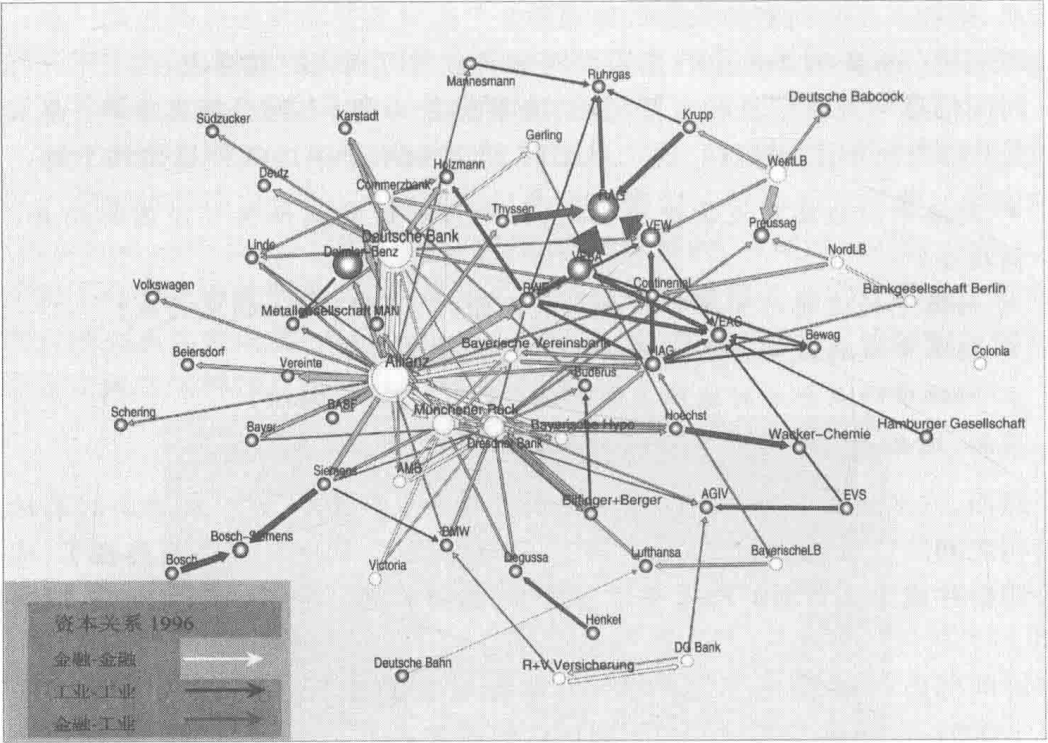 Mannesmann
Ruhrgas
Deutsche Babcock
Südzucker
Karstadt
Gerling
Krupp
WestLB
Deutz
Commerzbank
Holzmann
Thyssen
RAG
VEW
Preussag
Linde
Deutsche Bank
Daimler-Benz
VEBA
NordLB
Volkswagen
RWE
Continental
Bankgesellschaft Berlin
Metallgesellschaft MAN
VEAG
Bewag
Bayerische Vereinsbank
VIAG
Colonia
Beiersdorf
Vereinte
Allianz
Buderus
Schering
BASF
Münchener Rück
Bayer
Dresdner Bank
Bayerische Hypo
Hoechst
Wacker-Chemie
Hamburger Gesellschaft
Siemens
AMB
Bilfinger+Berger
AGIV
EVS
Bosch-Siemens
BMW
Bosch
Victoria
Degussa
Lufthansa
BayerischeLB
Henkel
Deutsche Bahn
R+V Versicherung
DG Bank
资本关系 1996
金融-金融
工业-工业
金融-工业